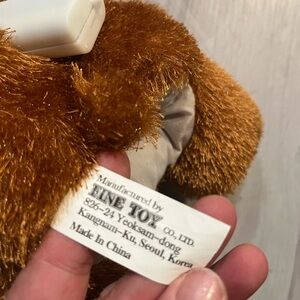 Manufactured by
FINE TOY CO., LTD.
826-24 Yeoksam-dong
Kangnam-Ku, Seoul, Korea
Made In China